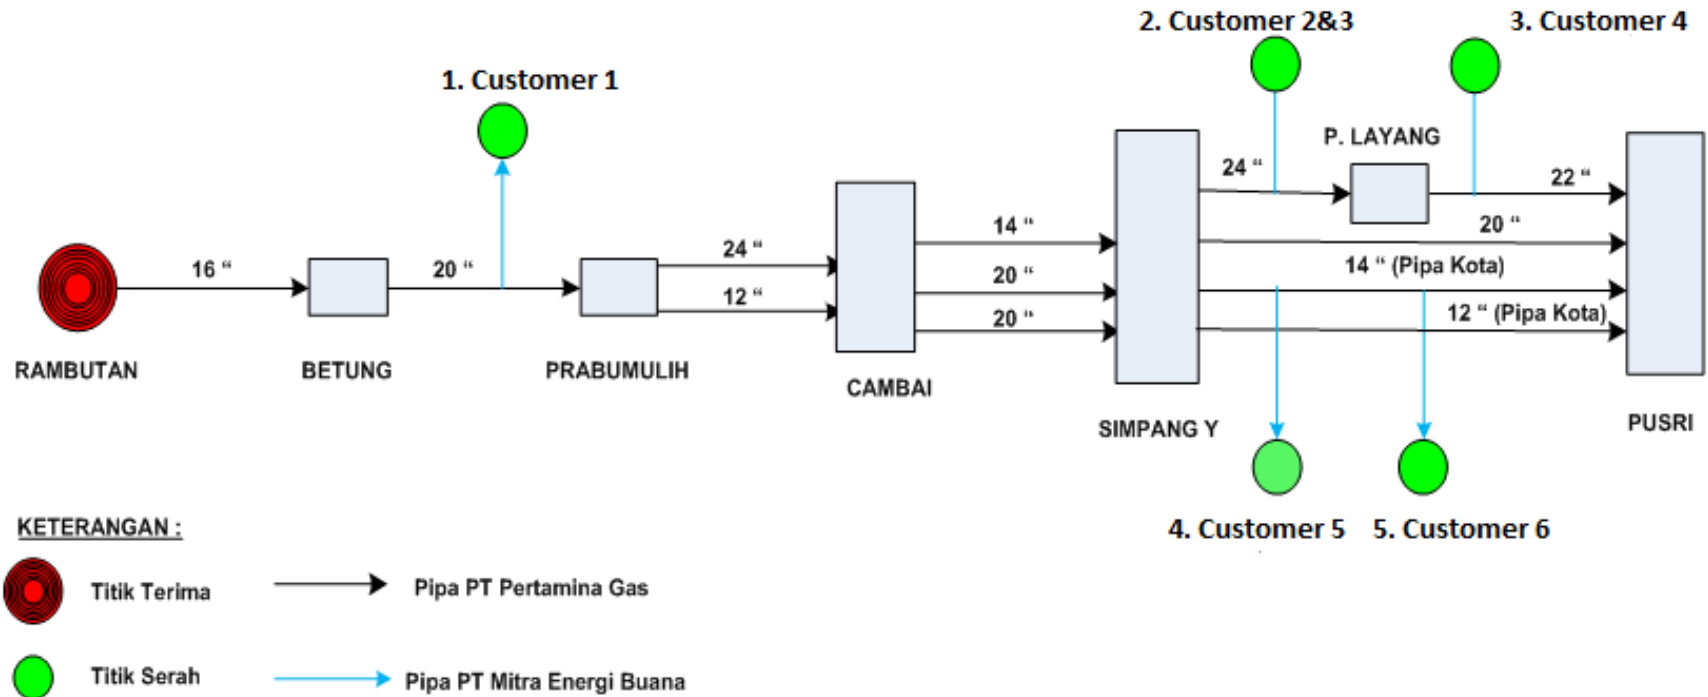 2. Customer 2&3
3. Customer 4
1. Customer 1
P. LAYANG
24 “
22 “
14 “
20 “
24 “
14 “ (Pipa Kota)
16 “
20 “
20 “
12 “
12 “ (Pipa Kota)
20 “
RAMBUTAN
BETUNG
PRABUMULIH
CAMBAI
SIMPANG Y
PUSRI
4. Customer 5
5. Customer 6
KETERANGAN :
Titik Terima
Pipa PT Pertamina Gas
Titik Serah
Pipa PT Mitra Energi Buana